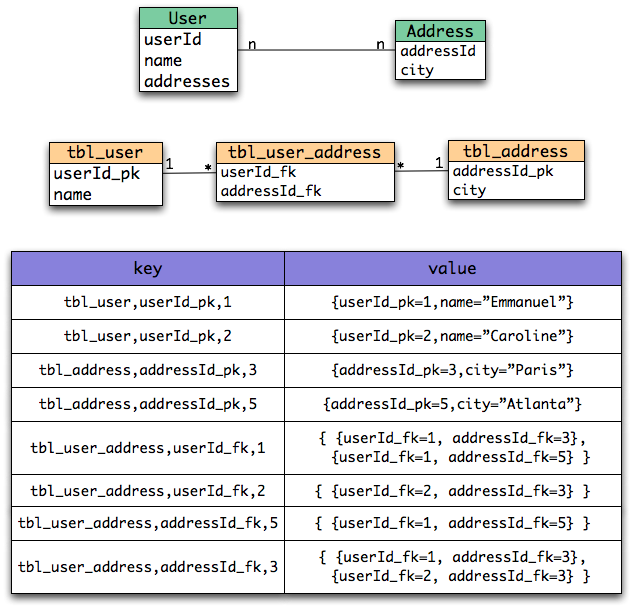 User
userId
name
addresses
n
n
Address
addressId
city
tbl_user
userId_pk
name
1
*
tbl_user_address
userId_fk
addressId_fk
*
1
tbl_address
addressId_pk
city
key value
tbl_user,userId_pk,1 {userId_pk=1,name=”Emmanuel”}
tbl_user,userId_pk,2 {userId_pk=2,name=”Caroline”}
tbl_address,addressId_pk,3 {addressId_pk=3,city=”Paris”}
tbl_address,addressId_pk,5 {addressId_pk=5,city=”Atlanta”}
tbl_user_address,userId_fk,1 { {userId_fk=1, addressId_fk=3},
{userId_fk=1, addressId_fk=5} }
tbl_user_address,userId_fk,2 { {userId_fk=2, addressId_fk=3} }
tbl_user_address,addressId_fk,5 { {userId_fk=1, addressId_fk=5} }
tbl_user_address,addressId_fk,3 { {userId_fk=1, addressId_fk=3},
{userId_fk=2, addressId_fk=3} }